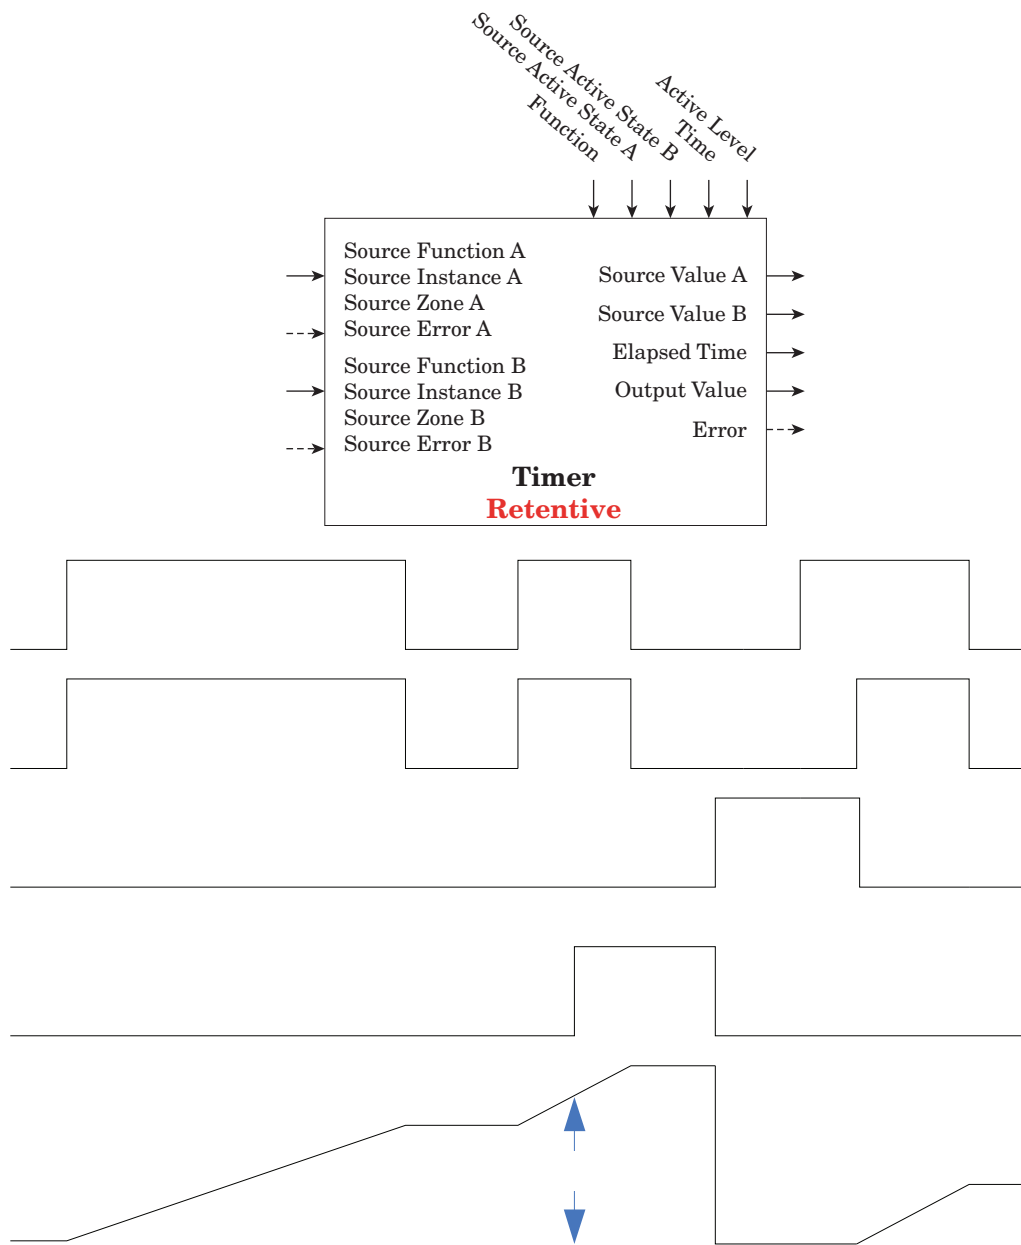 Source Active State B
Source Active State A
Function
Active Level
Time
Source Function A
Source Instance A
Source Zone A
Source Error A
Source Function B
Source Instance B
Source Zone B
Source Error B
Source Value A
Source Value B
Elapsed Time
Output Value
Error
Timer
Retentive